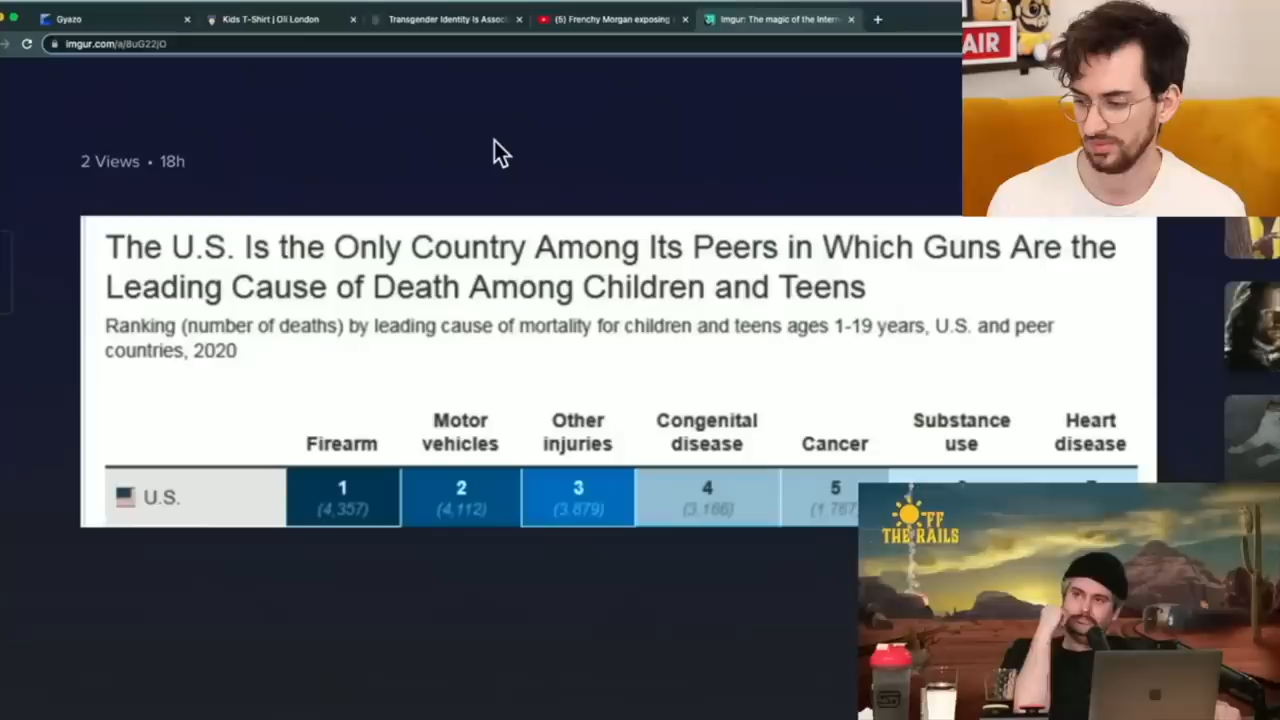 Gyazo
Kids T-Shirt | Oli London
Transgender Identity Is Assoc
(5) Frenchy Morgan exposing
Imgur: The magic of the Intern
imgur.com/a/8uG22jO
AIR
2 Views • 18h
The U.S. Is the Only Country Among Its Peers in Which Guns Are the
Leading Cause of Death Among Children and Teens
Ranking (number of deaths) by leading cause of mortality for children and teens ages 1-19 years, U.S. and peer
countries, 2020
Firearm
Motor
vehicles
Other
injuries
Congenital
disease
Cancer
Substance
use
Heart
disease
U.S.
1
2
3
4
5
(4,357)
(4,112)
(3,879)
(3,166)
OFF
THE RAILS